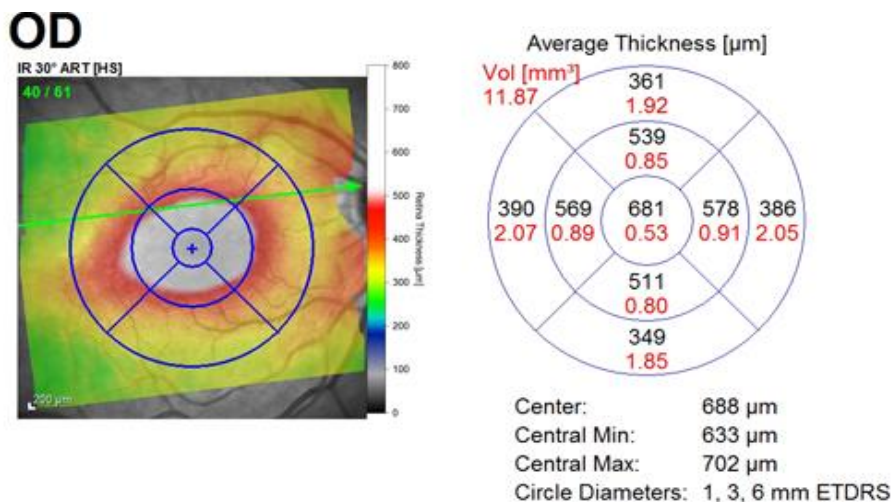 OD
IR 30° ART [HS]
40 / 61
800
700
600
500
400
300
200
100
0
Retina Thickness [µm]
200 µm
Average Thickness [µm]
Vol [mm³]
11.87
361
1.92
539
0.85
390 569 681 578 386
2.07 0.89 0.53 0.91 2.05
511
0.80
349
1.85
Center: 688 µm
Central Min: 633 µm
Central Max: 702 µm
Circle Diameters: 1, 3, 6 mm ETDRS